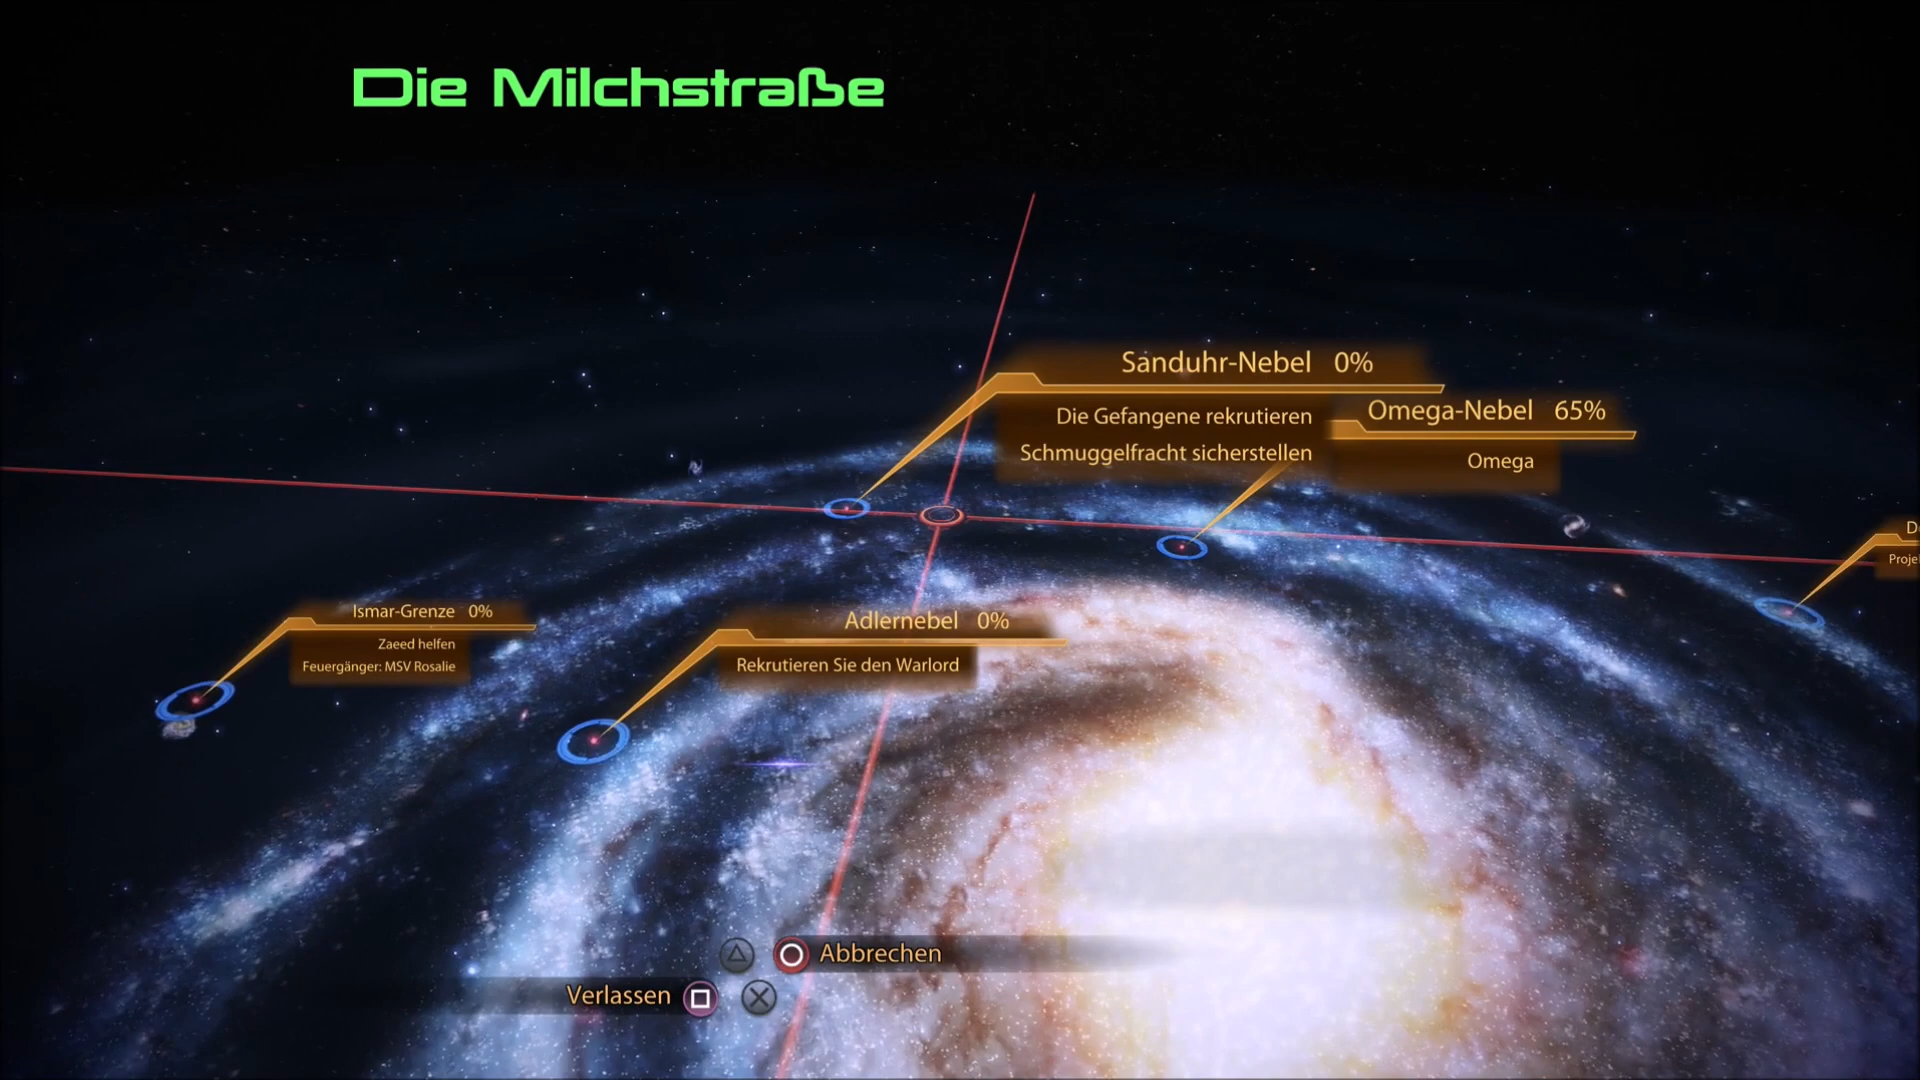 Die Milchstraße
Sanduhr-Nebel 0%
Die Gefangene rekrutieren
Schmuggelfracht sicherstellen
Omega-Nebel 65%
Omega
Ismar-Grenze 0%
Zaeed helfen
Feuergänger: MSV Rosalie
Adlernebel 0%
Rekrutieren Sie den Warlord
Abbrechen
Verlassen